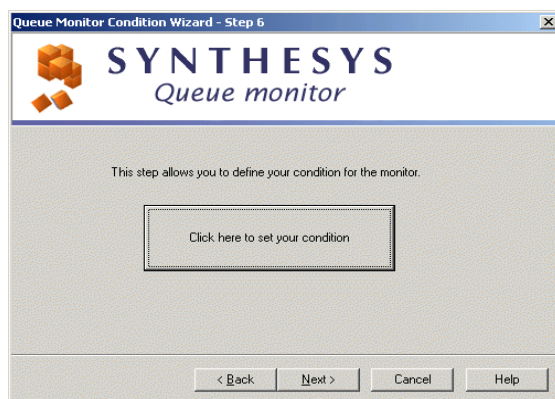 Queue Monitor Condition Wizard - Step 6
SYNTHESYS
Queue monitor
This step allows you to define your condition for the monitor.
Click here to set your condition
< Back Next > Cancel Help